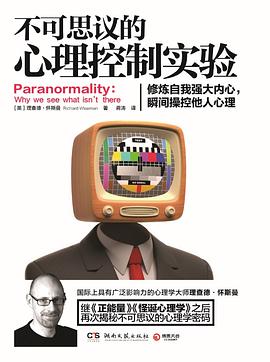 不可思议的
心理控制实验
Paranormality:
Why we see what isn't there
[英] 理查德·怀斯曼 Richard Wiseman 著 蒋涛 译
修炼自我强大内心,
瞬间操控他人心理
国际上具有广泛影响力的心理学大师理查德·怀斯曼
继《正能量》《怪诞心理学》之后
再次揭秘不可思议的心理学密码
湖南文艺出版社
博集天卷